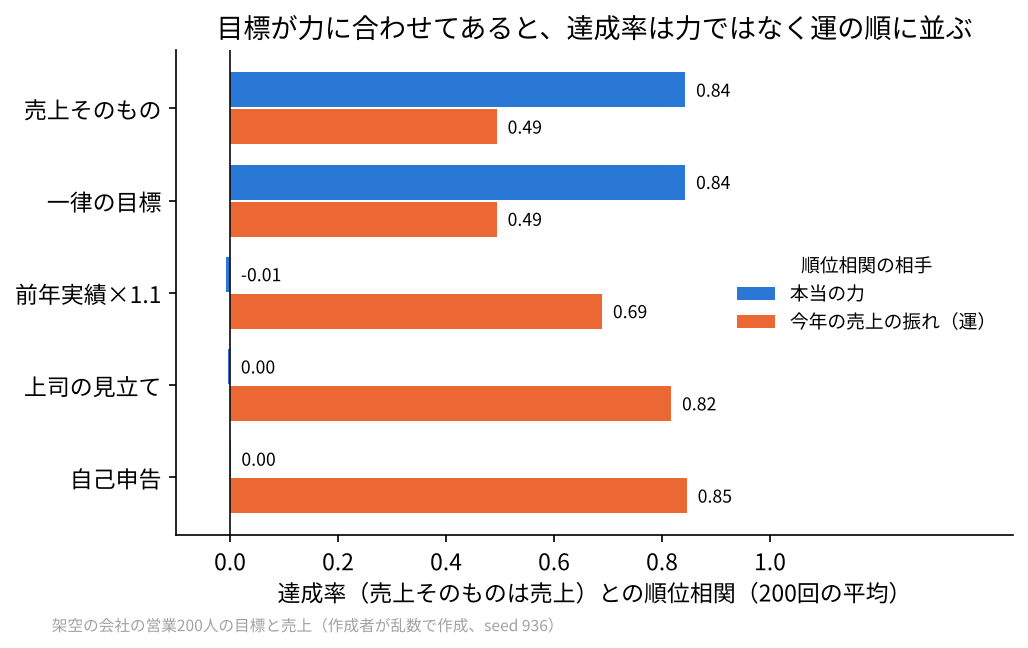 目標が力に合わせてあると、達成率は力ではなく運の順に並ぶ
売上そのもの
0.84
0.49
一律の目標
0.84
0.49
前年実績×1.1
-0.01
0.69
上司の見立て
0.00
0.82
自己申告
0.00
0.85
順位相関の相手
本当の力
今年の売上の振れ（運）
0.0 0.2 0.4 0.6 0.8 1.0
達成率（売上そのものは売上）との順位相関（200回の平均）
架空の会社の営業200人の目標と売上（作成者が乱数で作成、seed 936）